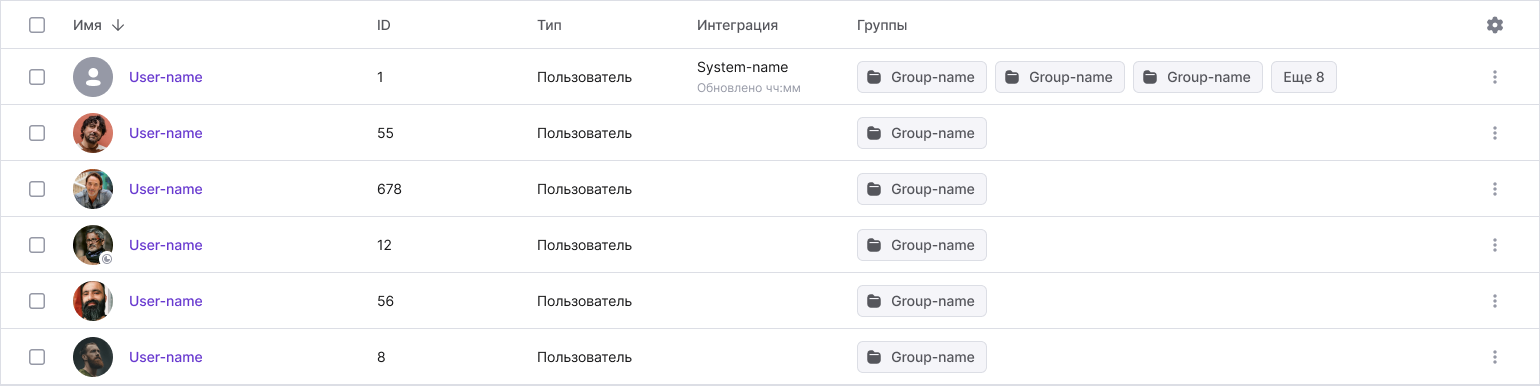 Имя ID Тип Интеграция Группы
User-name 1 Пользователь System-name Group-name Group-name Group-name Еще 8
Обновлено чч:мм
User-name 55 Пользователь Group-name
User-name 678 Пользователь Group-name
User-name 12 Пользователь Group-name
User-name 56 Пользователь Group-name
User-name 8 Пользователь Group-name